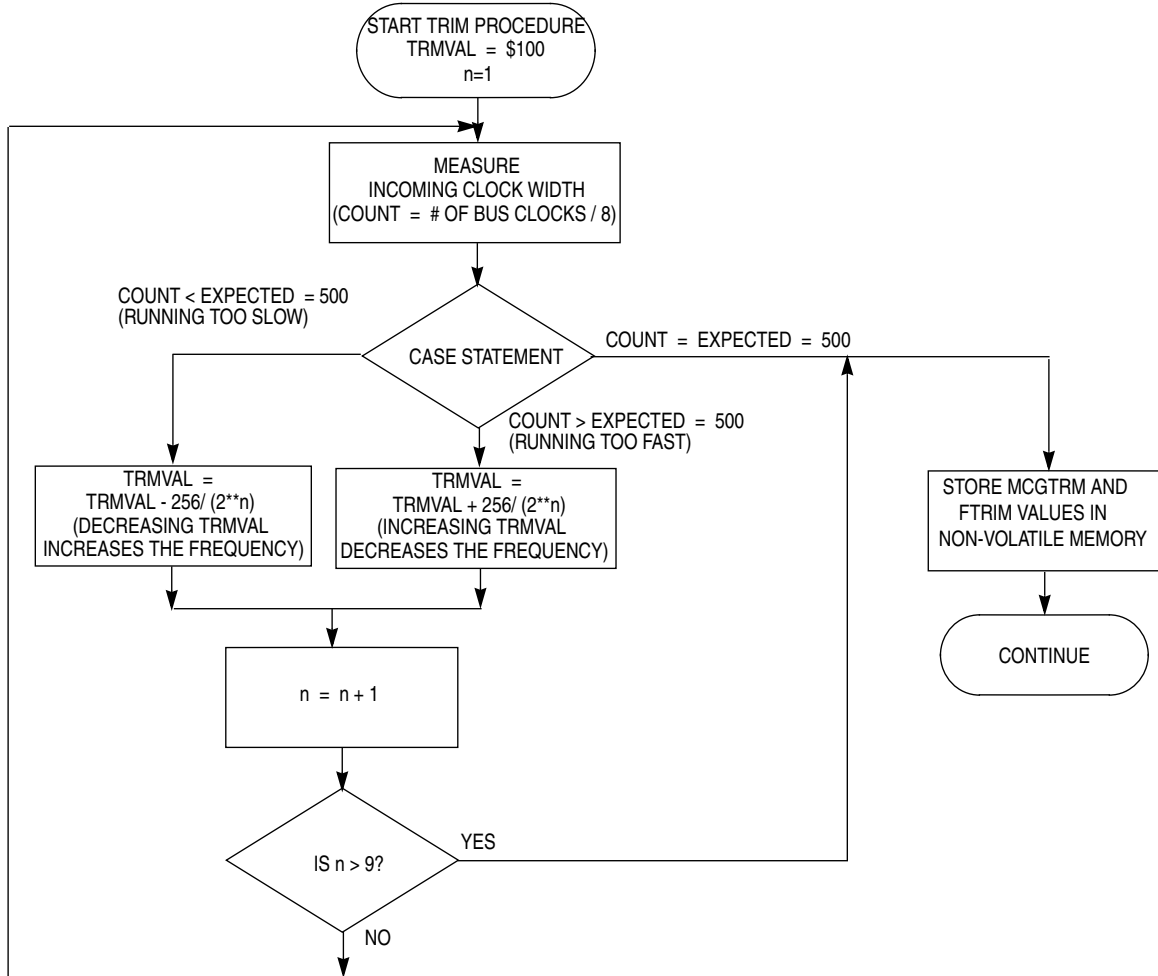 START TRIM PROCEDURE
TRMVAL = $100
n=1
MEASURE
INCOMING CLOCK WIDTH
(COUNT = # OF BUS CLOCKS / 8)
COUNT < EXPECTED = 500
(RUNNING TOO SLOW)
CASE STATEMENT
COUNT = EXPECTED = 500
COUNT > EXPECTED = 500
(RUNNING TOO FAST)
TRMVAL =
TRMVAL - 256/ (2**n)
(DECREASING TRMVAL
INCREASES THE FREQUENCY)
TRMVAL =
TRMVAL + 256/ (2**n)
(INCREASING TRMVAL
DECREASES THE FREQUENCY)
STORE MCGTRM AND
FTRIM VALUES IN
NON-VOLATILE MEMORY
CONTINUE
n = n + 1
IS n > 9?
YES
NO